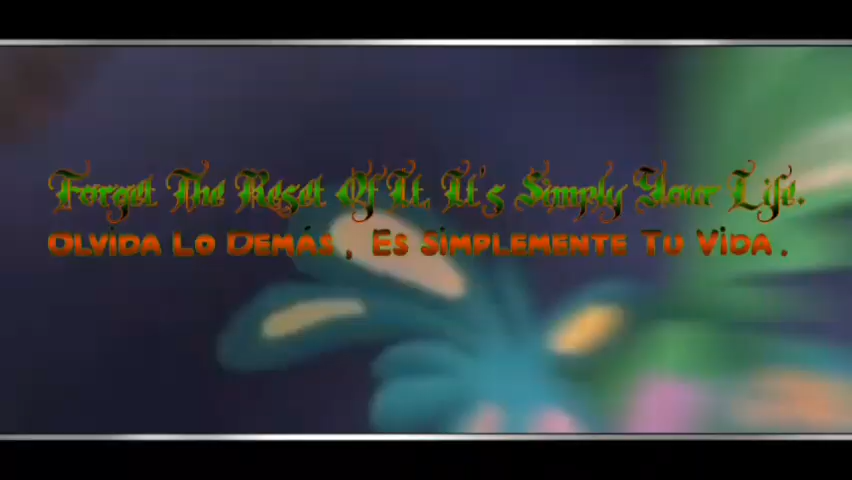 Forget The Reset Of It, It's Simply Your Life.
Olvida Lo Demás, Es Simplemente Tu Vida.